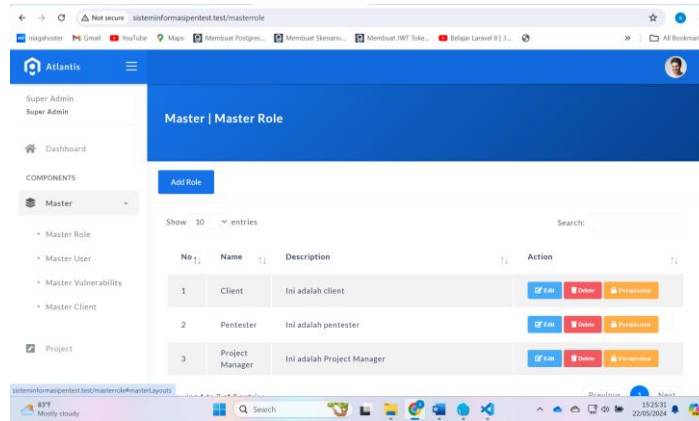 Not secure sisteminformasipentest.test/masterrole
niagahoster Gmail YouTube Maps Membuat Postgres... Membuat Skenario... Membuat JWT Toke... Belajar Laravel 8 | 3... » All Bookmar
Atlantis
Super Admin
Super Admin
Master | Master Role
Dashboard
COMPONENTS
Add Role
Master
Show 10 entries Search:
Master Role
Master User
Master Vulnerability
Master Client
Project
No Name Description Action
1 Client Ini adalah client Edit Delete Permission
2 Pentester Ini adalah pentester Edit Delete Permission
3 Project Manager Ini adalah Project Manager Edit Delete Permission
sisteminformasipentest.test/masterrole#masterLayouts
Previous 1 Next
83°F
Mostly cloudy
Search
15:25:31
22/05/2024